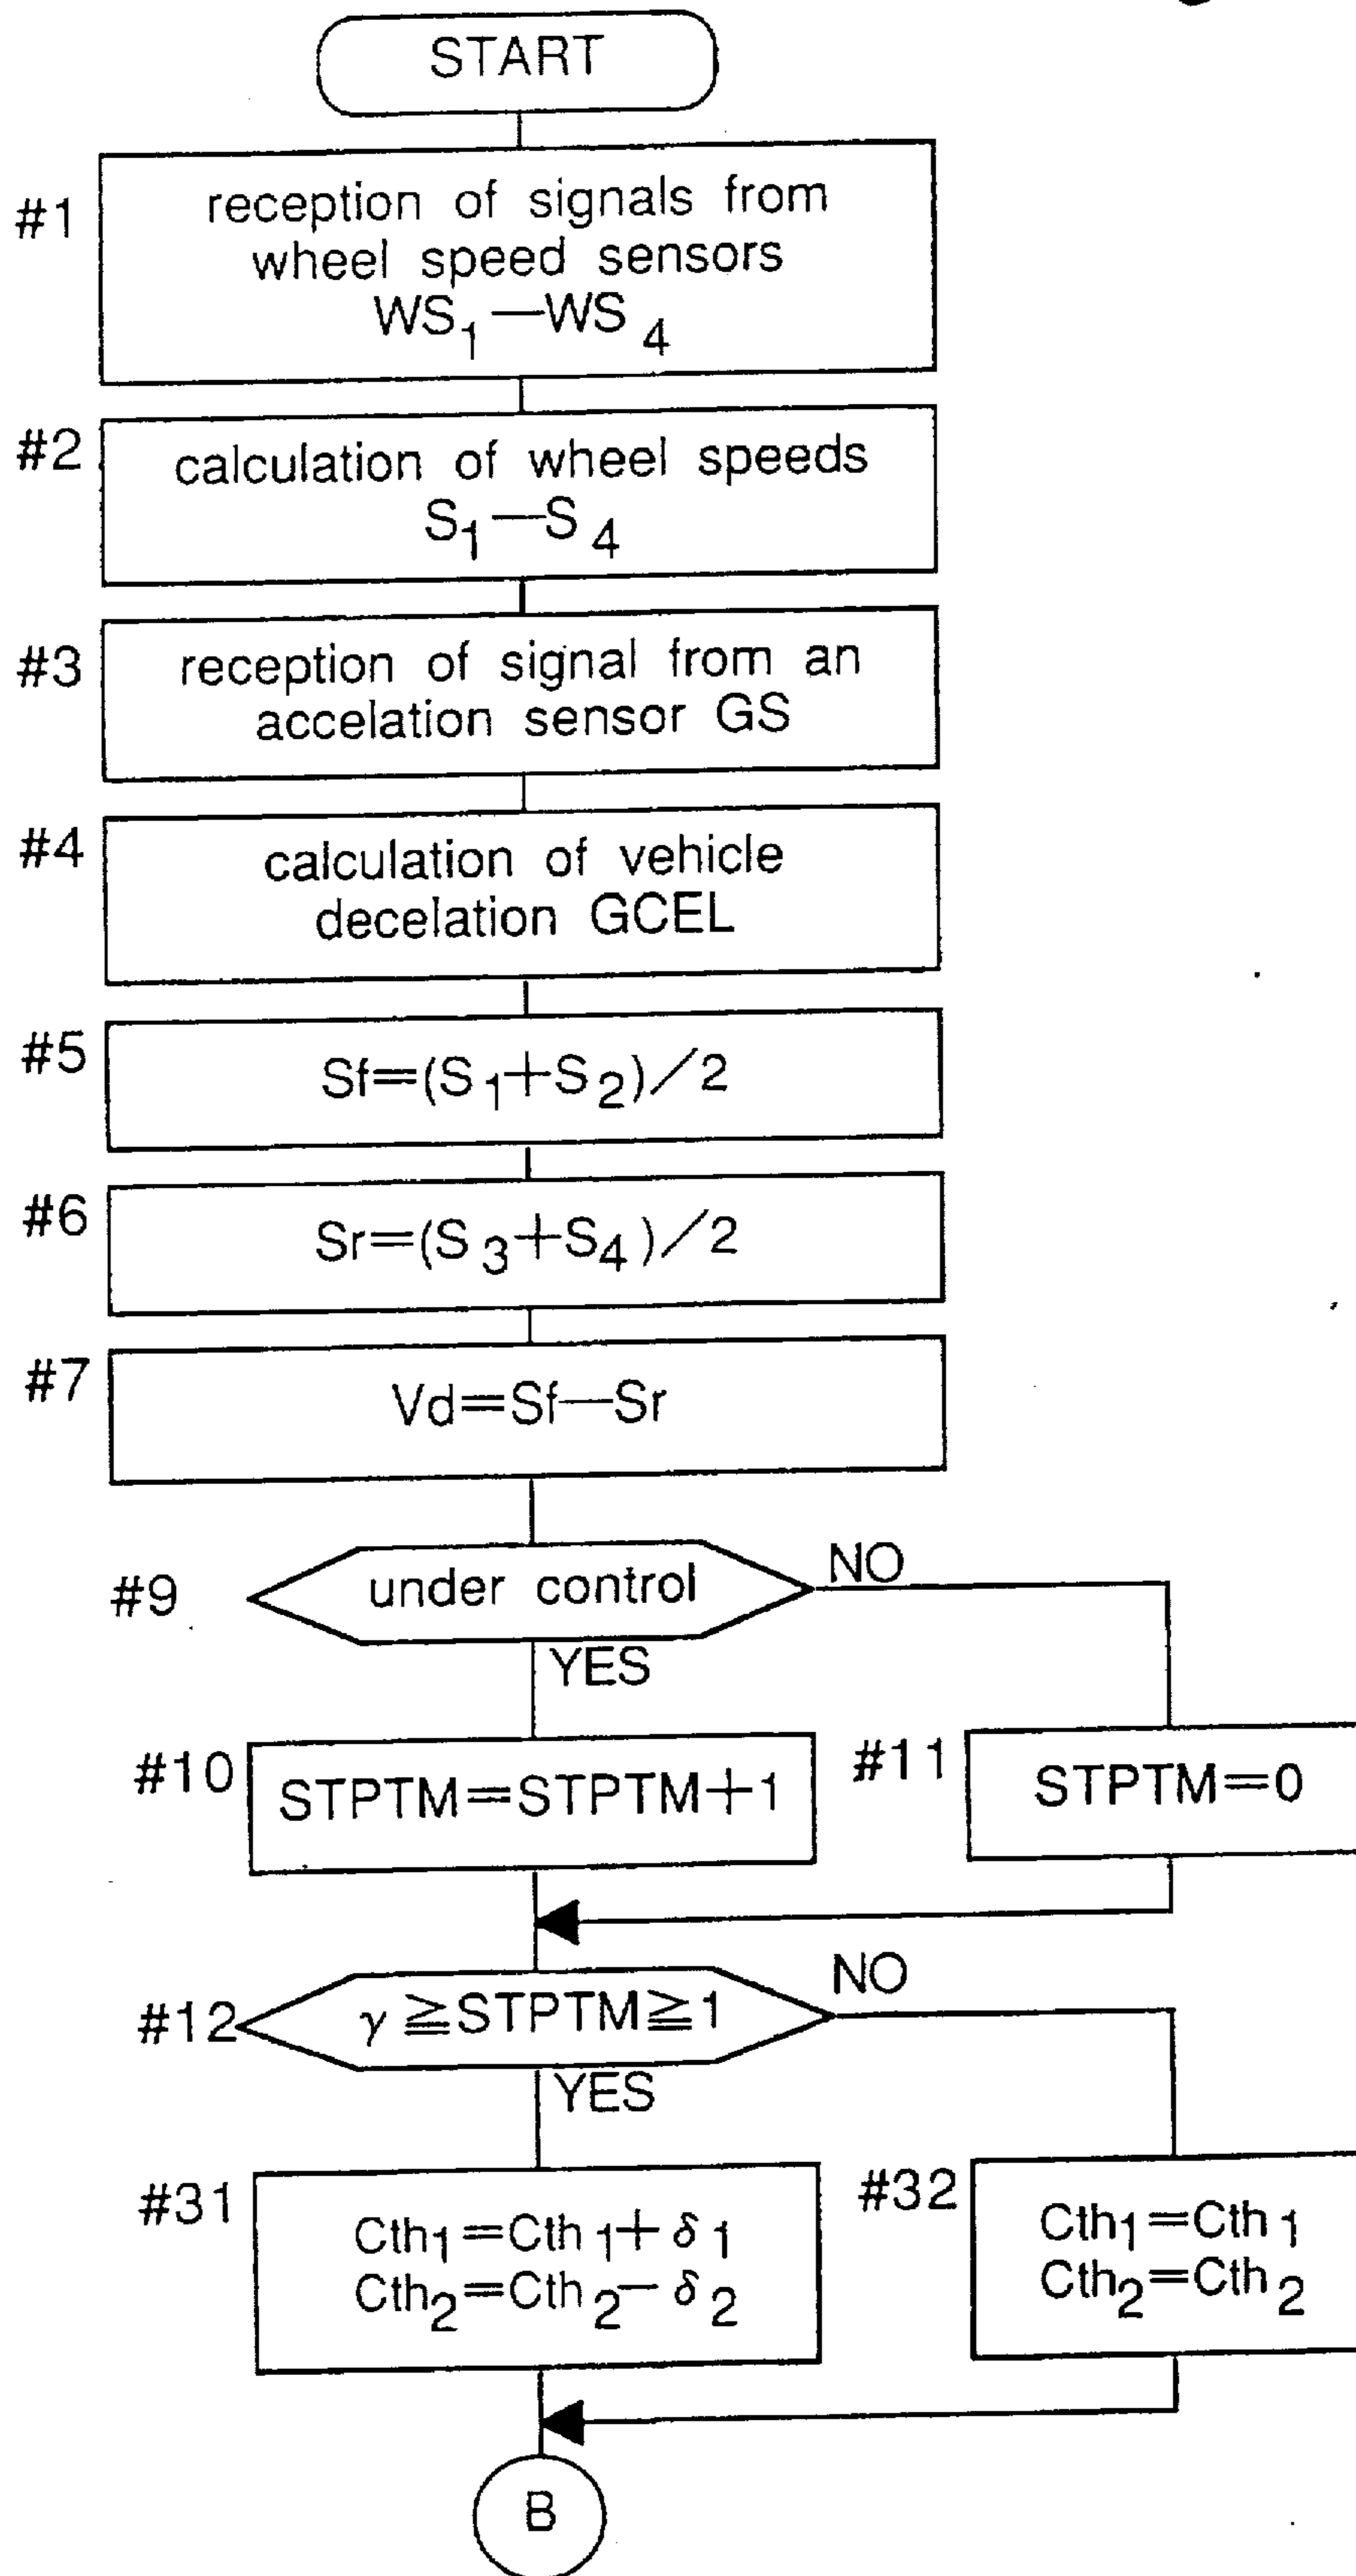 START
#1
reception of signals from
wheel speed sensors
WS1—WS4
#2
calculation of wheel speeds
S1—S4
#3
reception of signal from an
accelation sensor GS
#4
calculation of vehicle
decelation GCEL
#5
Sf=(S1+S2)/2
#6
Sr=(S3+S4)/2
#7
Vd=Sf—Sr
#9
under control
NO
YES
#10
STPTM=STPTM+1
#11
STPTM=0
#12
γ≧STPTM≧1
NO
YES
#31
Cth1=Cth1+δ1
Cth2=Cth2-δ2
#32
Cth1=Cth1
Cth2=Cth2
B